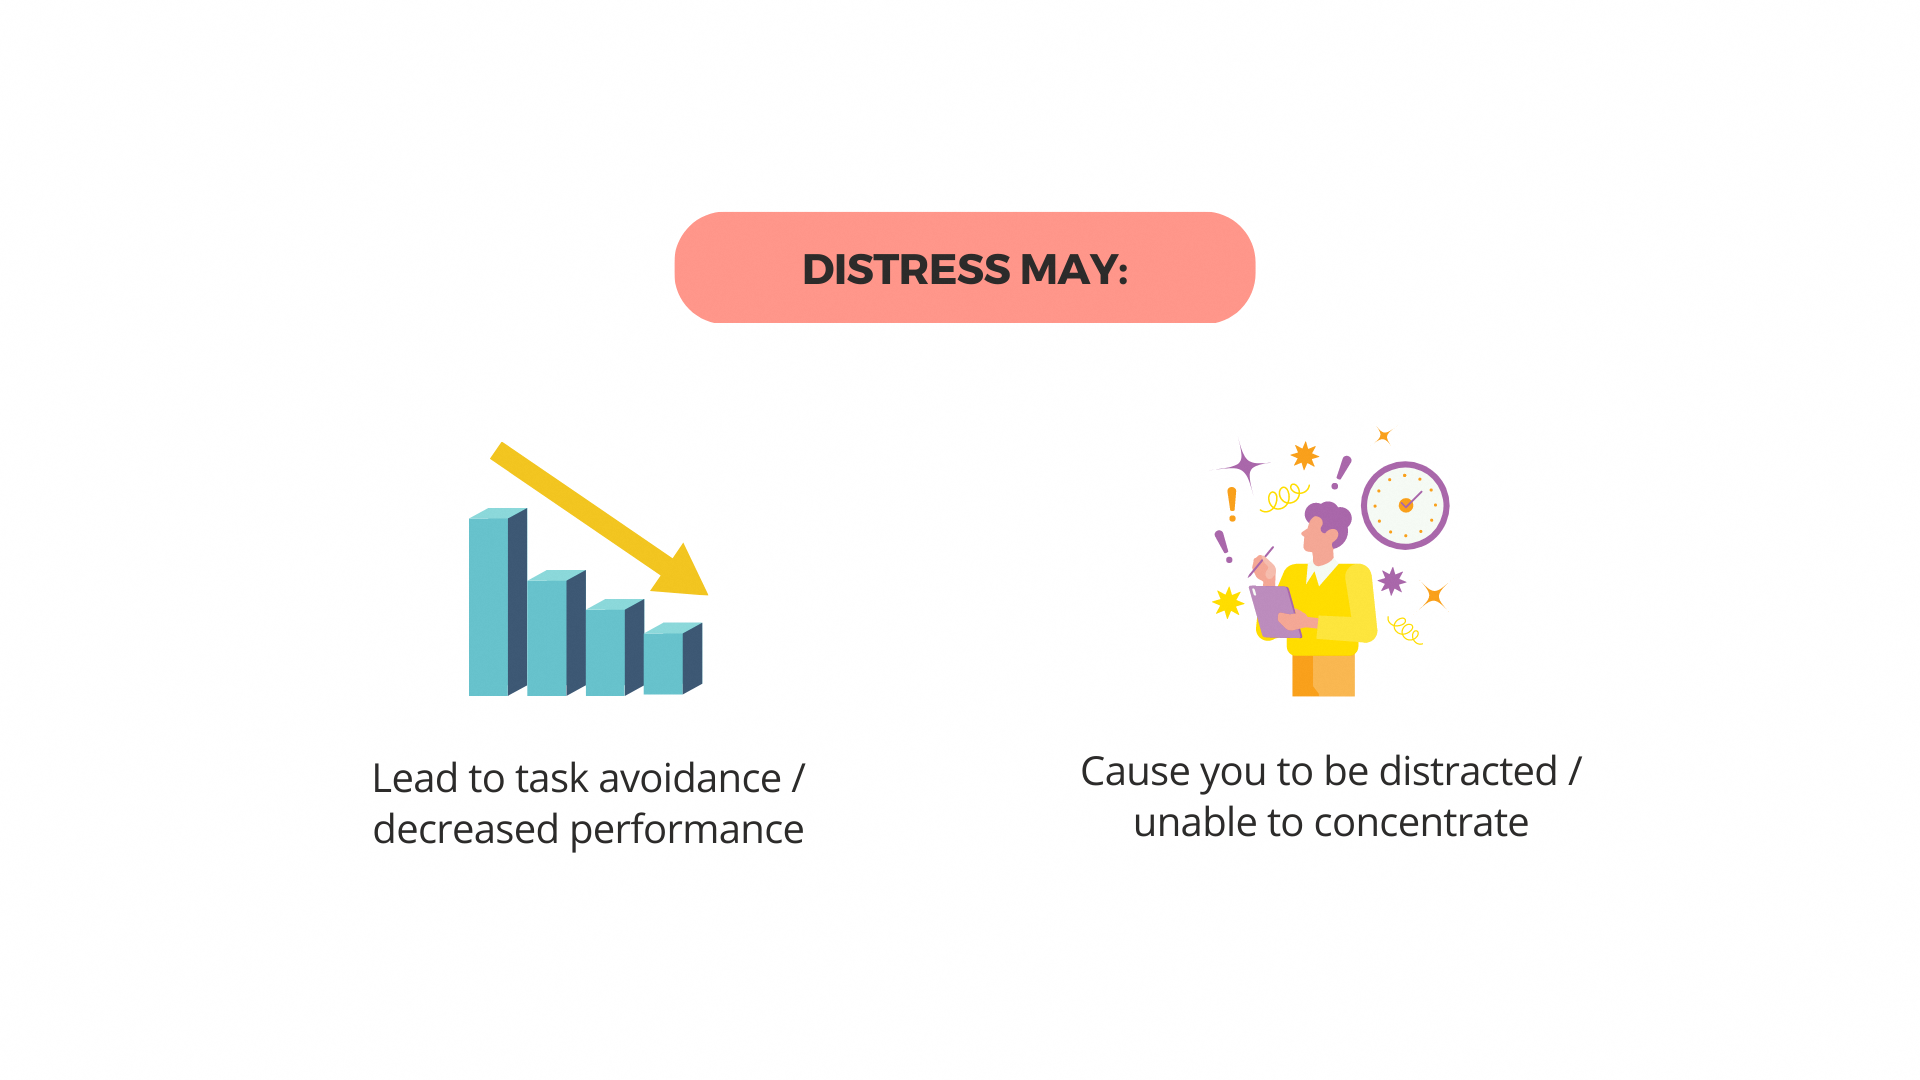 DISTRESS MAY:
Lead to task avoidance /
decreased performance
Cause you to be distracted /
unable to concentrate